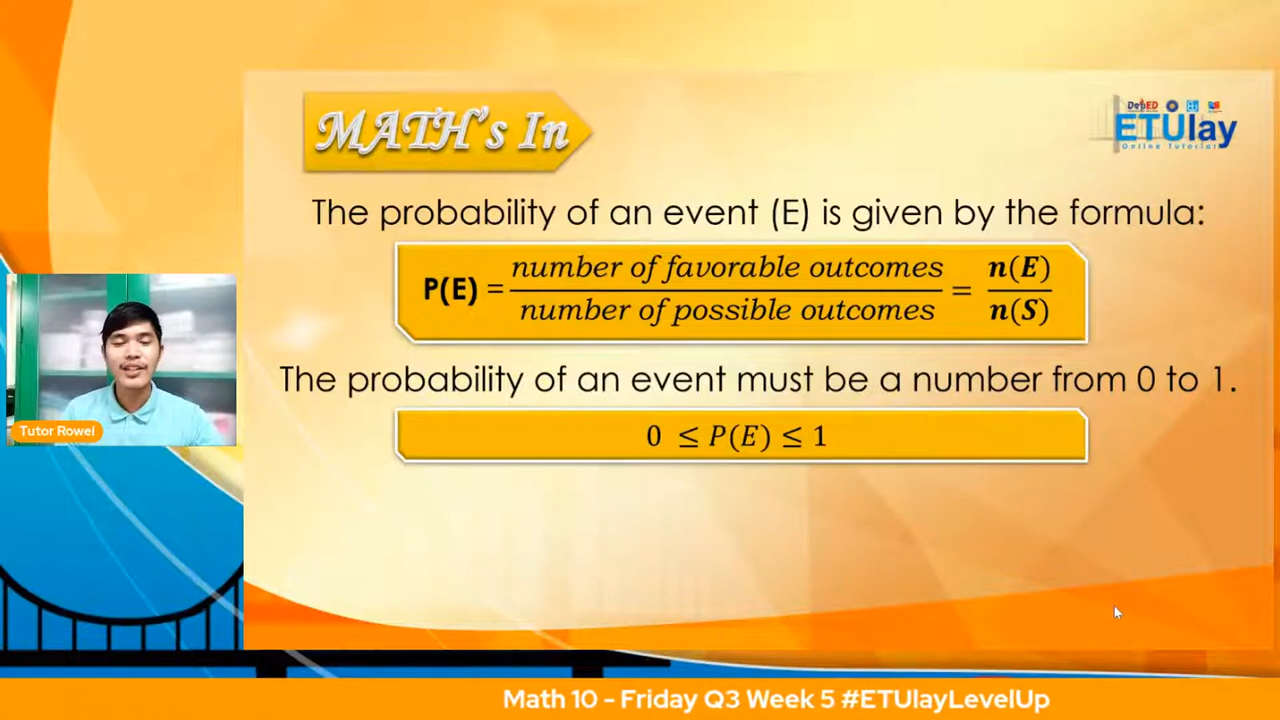 MATH's In
DepED
ETUlay
Online Tutorial
The probability of an event (E) is given by the formula:
P(E) = number of favorable outcomes / number of possible outcomes = n(E) / n(S)
The probability of an event must be a number from 0 to 1.
0 ≤ P(E) ≤ 1
Tutor Rowel
Math 10 - Friday Q3 Week 5 #ETUlayLevelUp